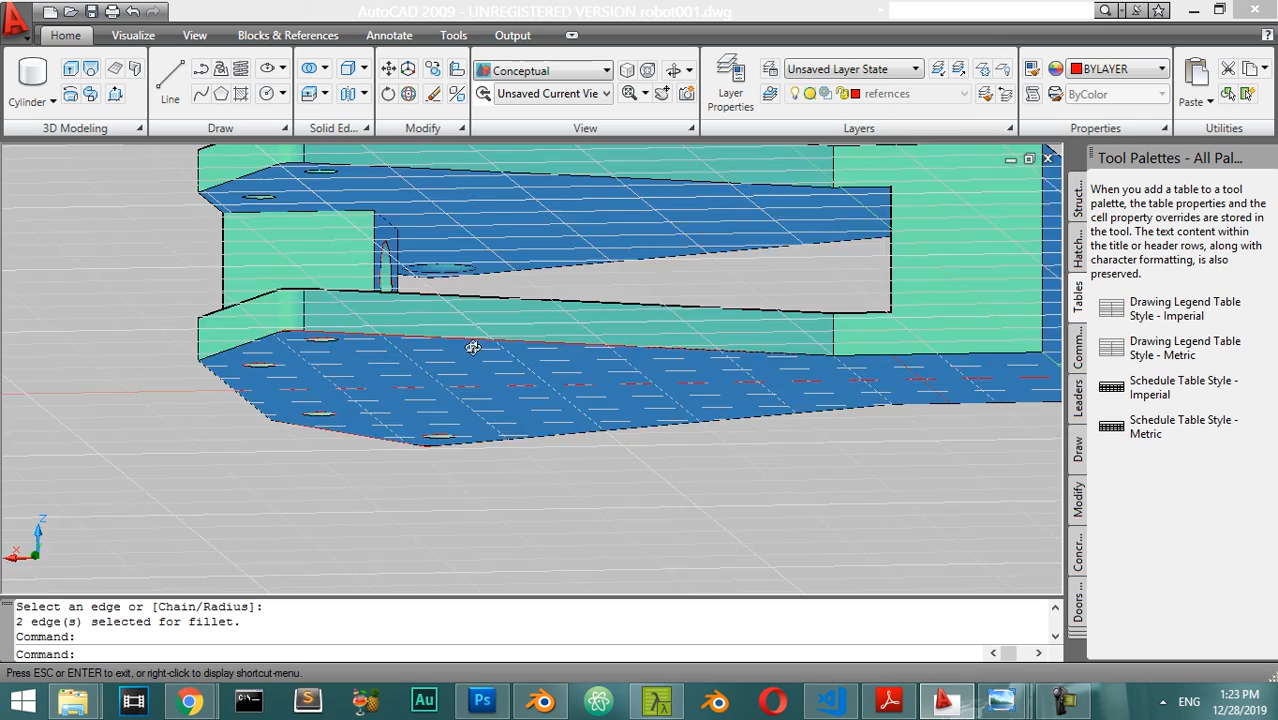 AutoCAD 2009 - UNREGISTERED VERSION robot001.dwg
Home
Visualize
View
Blocks & References
Annotate
Tools
Output
Cylinder
Line
Conceptual
Unsaved Current Vie
Layer
Properties
Unsaved Layer State
refernces
BYLAYER
ByColor
Paste
3D Modeling
Draw
Solid Ed...
Modify
View
Layers
Properties
Utilities
Tool Palettes - All Pal...
When you add a table to a tool
palette, the table properties and the
cell property overrides are stored in
the tool. The text content within
the title or header rows, along with
character formatting, is also
preserved.
Drawing Legend Table
Style - Imperial
Drawing Legend Table
Style - Metric
Schedule Table Style -
Imperial
Schedule Table Style -
Metric
Struct...
Hatch...
Tables
Comm...
Leaders
Draw
Modify
Concr...
Doors ...
Z
X
Select an edge or [Chain/Radius]:
2 edge(s) selected for fillet.
Command:
Command:
Press ESC or ENTER to exit, or right-click to display shortcut-menu.
Au
Ps
ENG
1:23 PM
12/28/2019